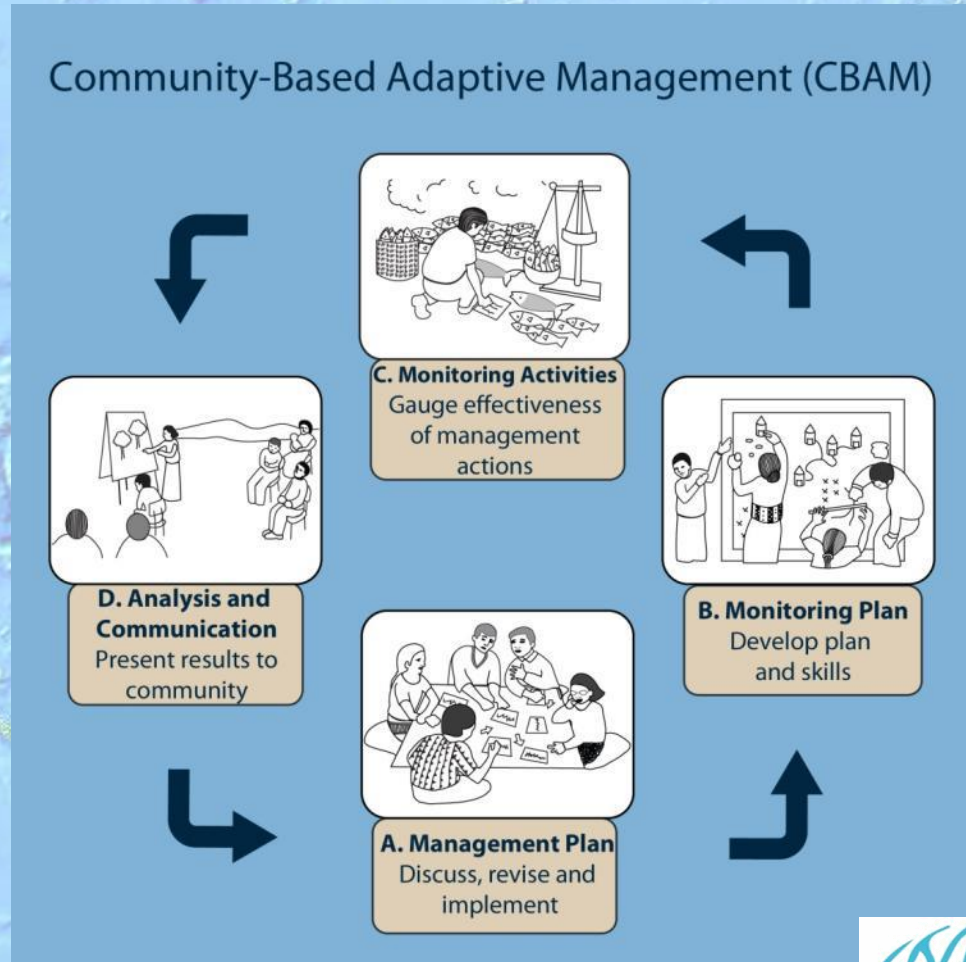 Community-Based Adaptive Management (CBAM)
C. Monitoring Activities
Gauge effectiveness
of management
actions
D. Analysis and
Communication
Present results to
community
B. Monitoring Plan
Develop plan
and skills
A. Management Plan
Discuss, revise and
implement